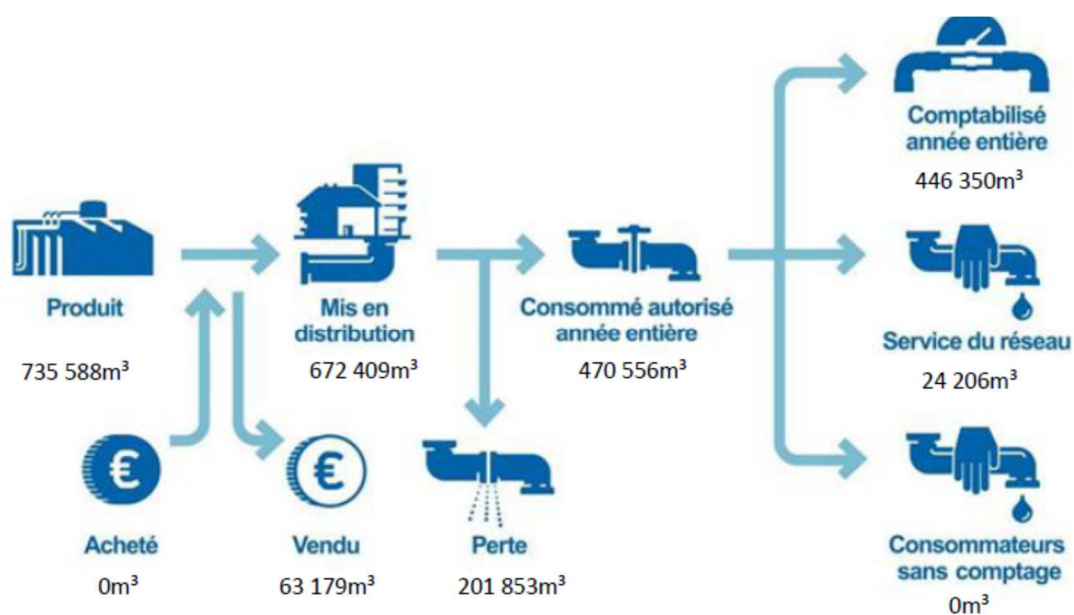 Comptabilisé
année entière
446 350m³
Produit
735 588m³
Mis en
distribution
672 409m³
Consommé autorisé
année entière
470 556m³
Service du réseau
24 206m³
€
Acheté
0m³
€
Vendu
63 179m³
Perte
201 853m³
Consommateurs
sans comptage
0m³